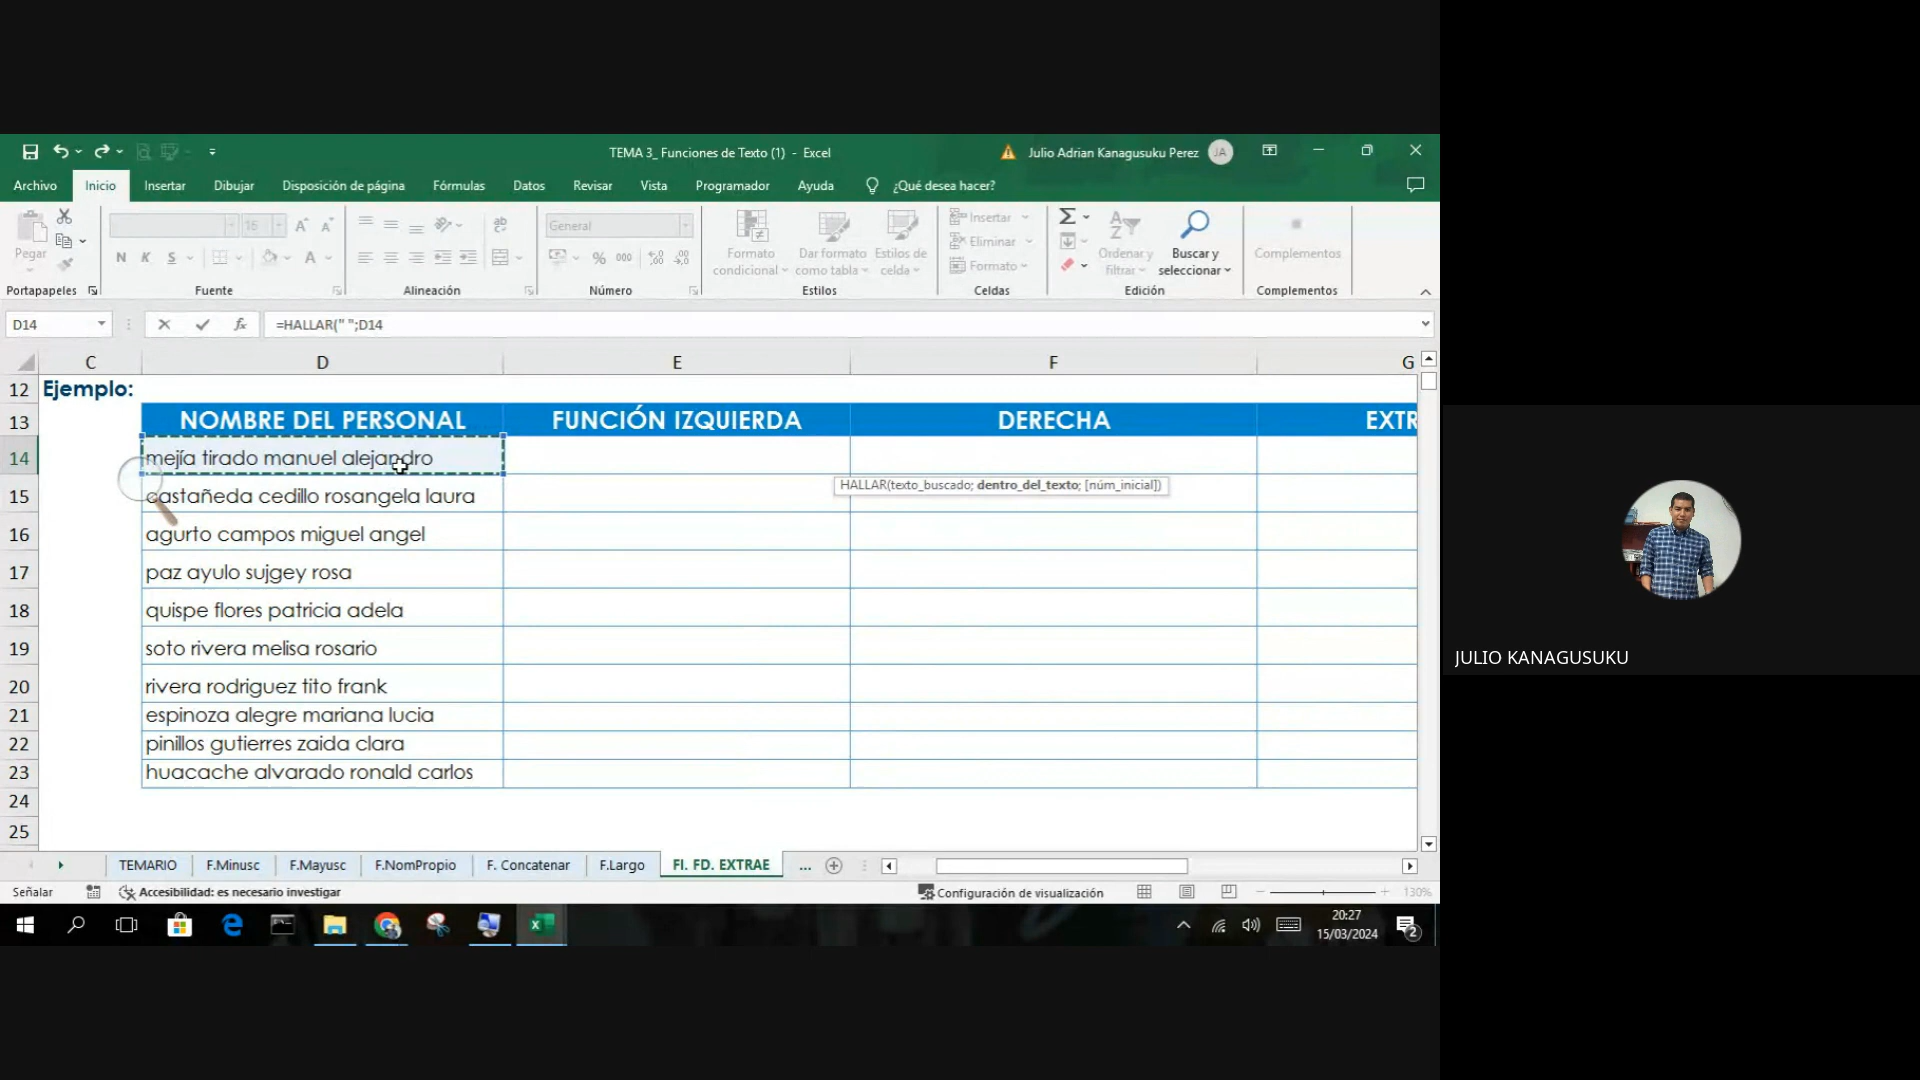 TEMA 3_ Funciones de Texto (1) - Excel
Julio Adrian Kanagusuku Perez JA
Archivo Inicio Insertar Dibujar Disposición de página Fórmulas Datos Revisar Vista Programador Ayuda ¿Qué desea hacer?
Pegar
Portapapeles
16
N K S
Fuente
ab
Alineación
General
% 000
Número
Formato condicional
Dar formato como tabla
Estilos de celda
Estilos
Insertar
Eliminar
Formato
Celdas
Ordenar y filtrar
Buscar y seleccionar
Edición
Complementos
Complementos
D14 fx =HALLAR(" ";D14
C D E F G
12 Ejemplo:
13 NOMBRE DEL PERSONAL FUNCIÓN IZQUIERDA DERECHA EXTR
14 mejía tirado manuel alejandro
HALLAR(texto_buscado; dentro_del_texto; [núm_inicial])
15 castañeda cedillo rosangela laura
16 agurto campos miguel angel
17 paz ayulo sujgey rosa
18 quispe flores patricia adela
19 soto rivera melisa rosario
20 rivera rodriguez tito frank
21 espinoza alegre mariana lucia
22 pinillos gutierres zaida clara
23 huacache alvarado ronald carlos
24
25
TEMARIO F.Minusc F.Mayusc F.NomPropio F. Concatenar F.Largo FI. FD. EXTRAE ...
Señalar Accesibilidad: es necesario investigar Configuración de visualización 130%
20:27
15/03/2024
2
JULIO KANAGUSUKU